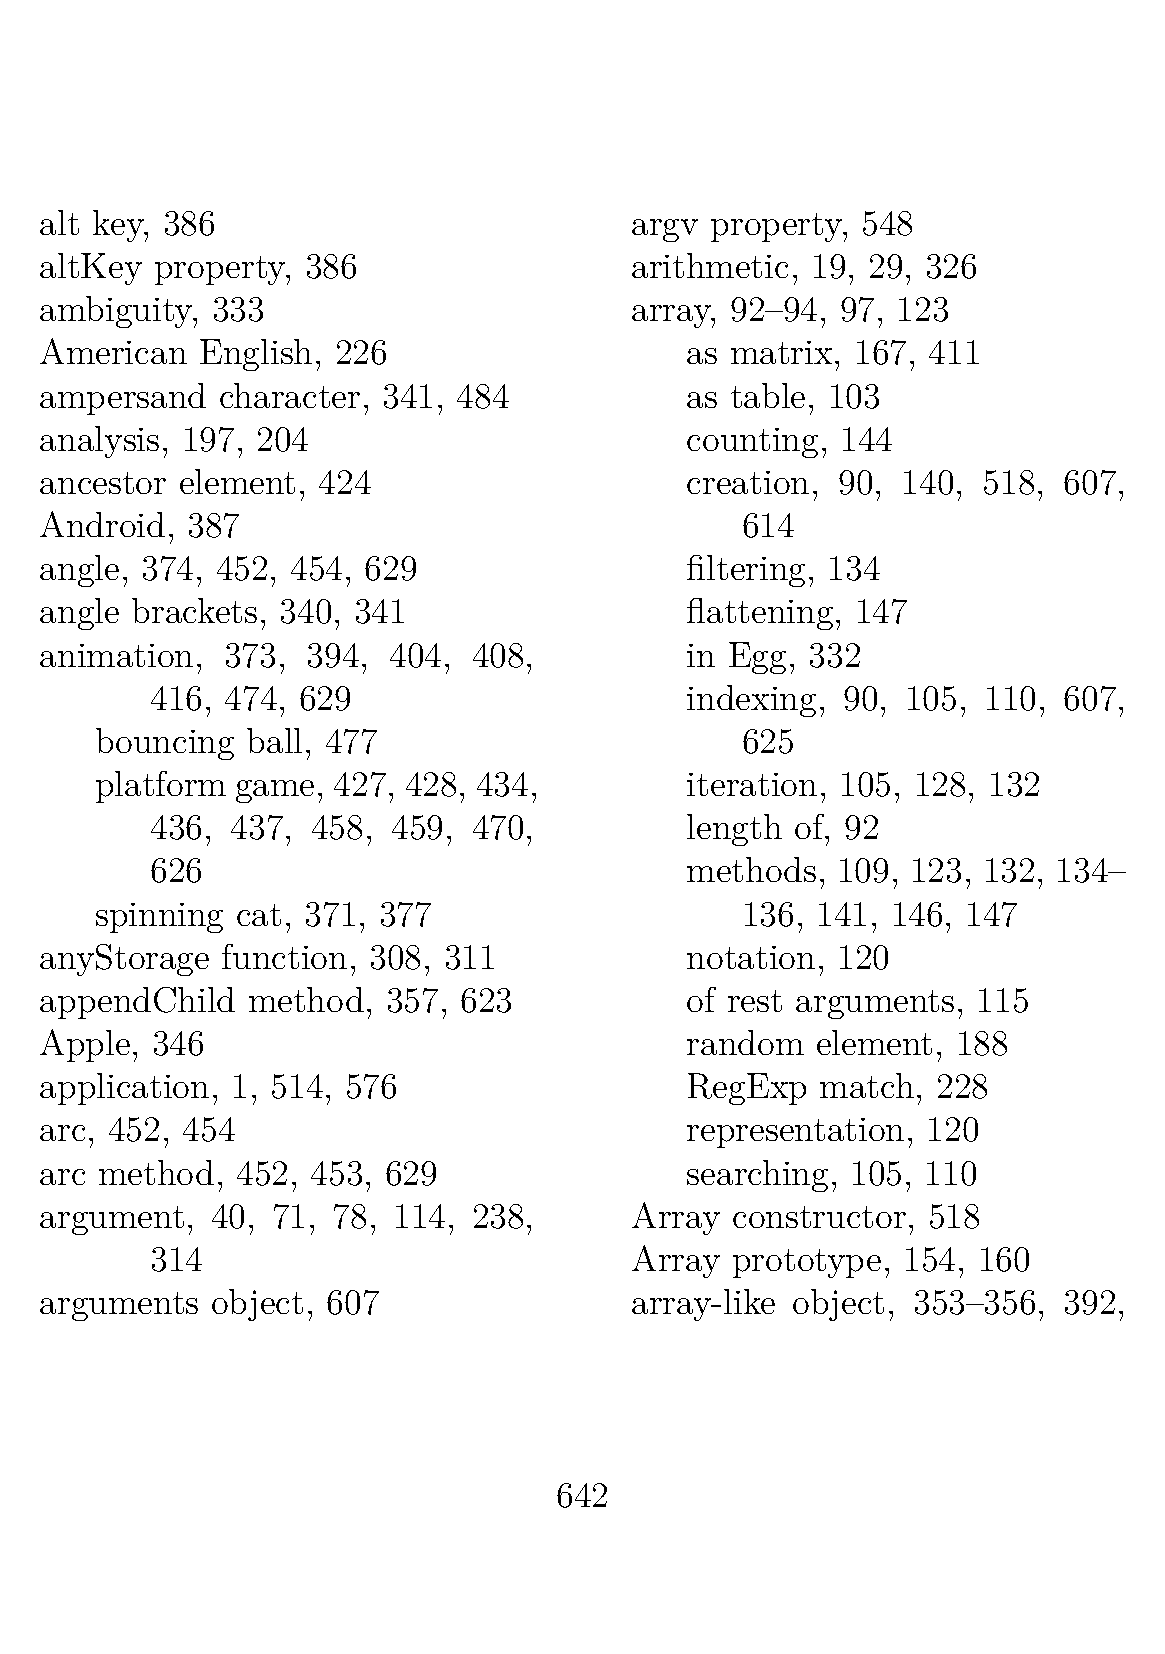 alt key, 386
altKey property, 386
ambiguity, 333
American English, 226
ampersand character, 341, 484
analysis, 197, 204
ancestor element, 424
Android, 387
angle, 374, 452, 454, 629
angle brackets, 340, 341
animation, 373, 394, 404, 408,
416, 474, 629
bouncing ball, 477
platform game, 427, 428, 434,
436, 437, 458, 459, 470,
626
spinning cat, 371, 377
anyStorage function, 308, 311
appendChild method, 357, 623
Apple, 346
application, 1, 514, 576
arc, 452, 454
arc method, 452, 453, 629
argument, 40, 71, 78, 114, 238,
314
arguments object, 607
argv property, 548
arithmetic, 19, 29, 326
array, 92–94, 97, 123
as matrix, 167, 411
as table, 103
counting, 144
creation, 90, 140, 518, 607,
614
filtering, 134
flattening, 147
in Egg, 332
indexing, 90, 105, 110, 607,
625
iteration, 105, 128, 132
length of, 92
methods, 109, 123, 132, 134–
136, 141, 146, 147
notation, 120
of rest arguments, 115
random element, 188
RegExp match, 228
representation, 120
searching, 105, 110
Array constructor, 518
Array prototype, 154, 160
array-like object, 353–356, 392,
642